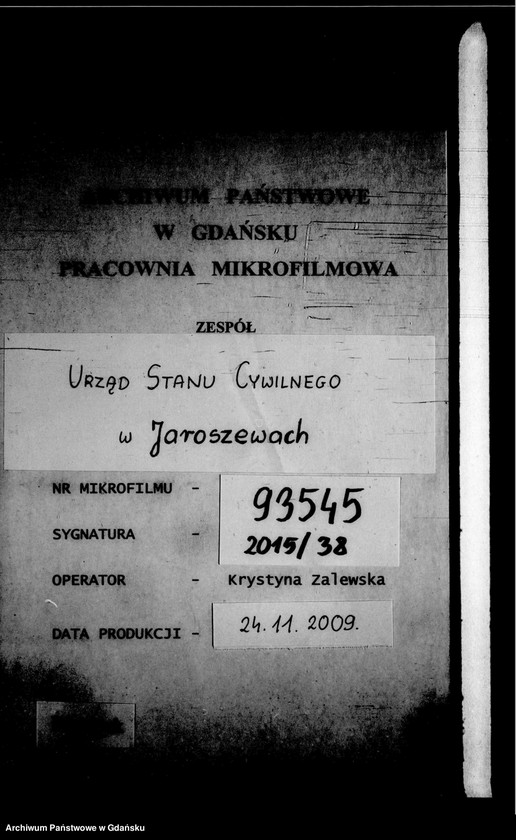 ARCHIWUM PAŃSTWOWE
W GDAŃSKU
PRACOWNIA MIKROFILMOWA
ZESPÓŁ
URZĄD STANU CYWILNEGO
w Jaroszewach
NR MIKROFILMU - 93545
SYGNATURA - 2015/38
OPERATOR - Krystyna Zalewska
DATA PRODUKCJI - 24.11.2009.
Archiwum Państwowe w Gdańsku